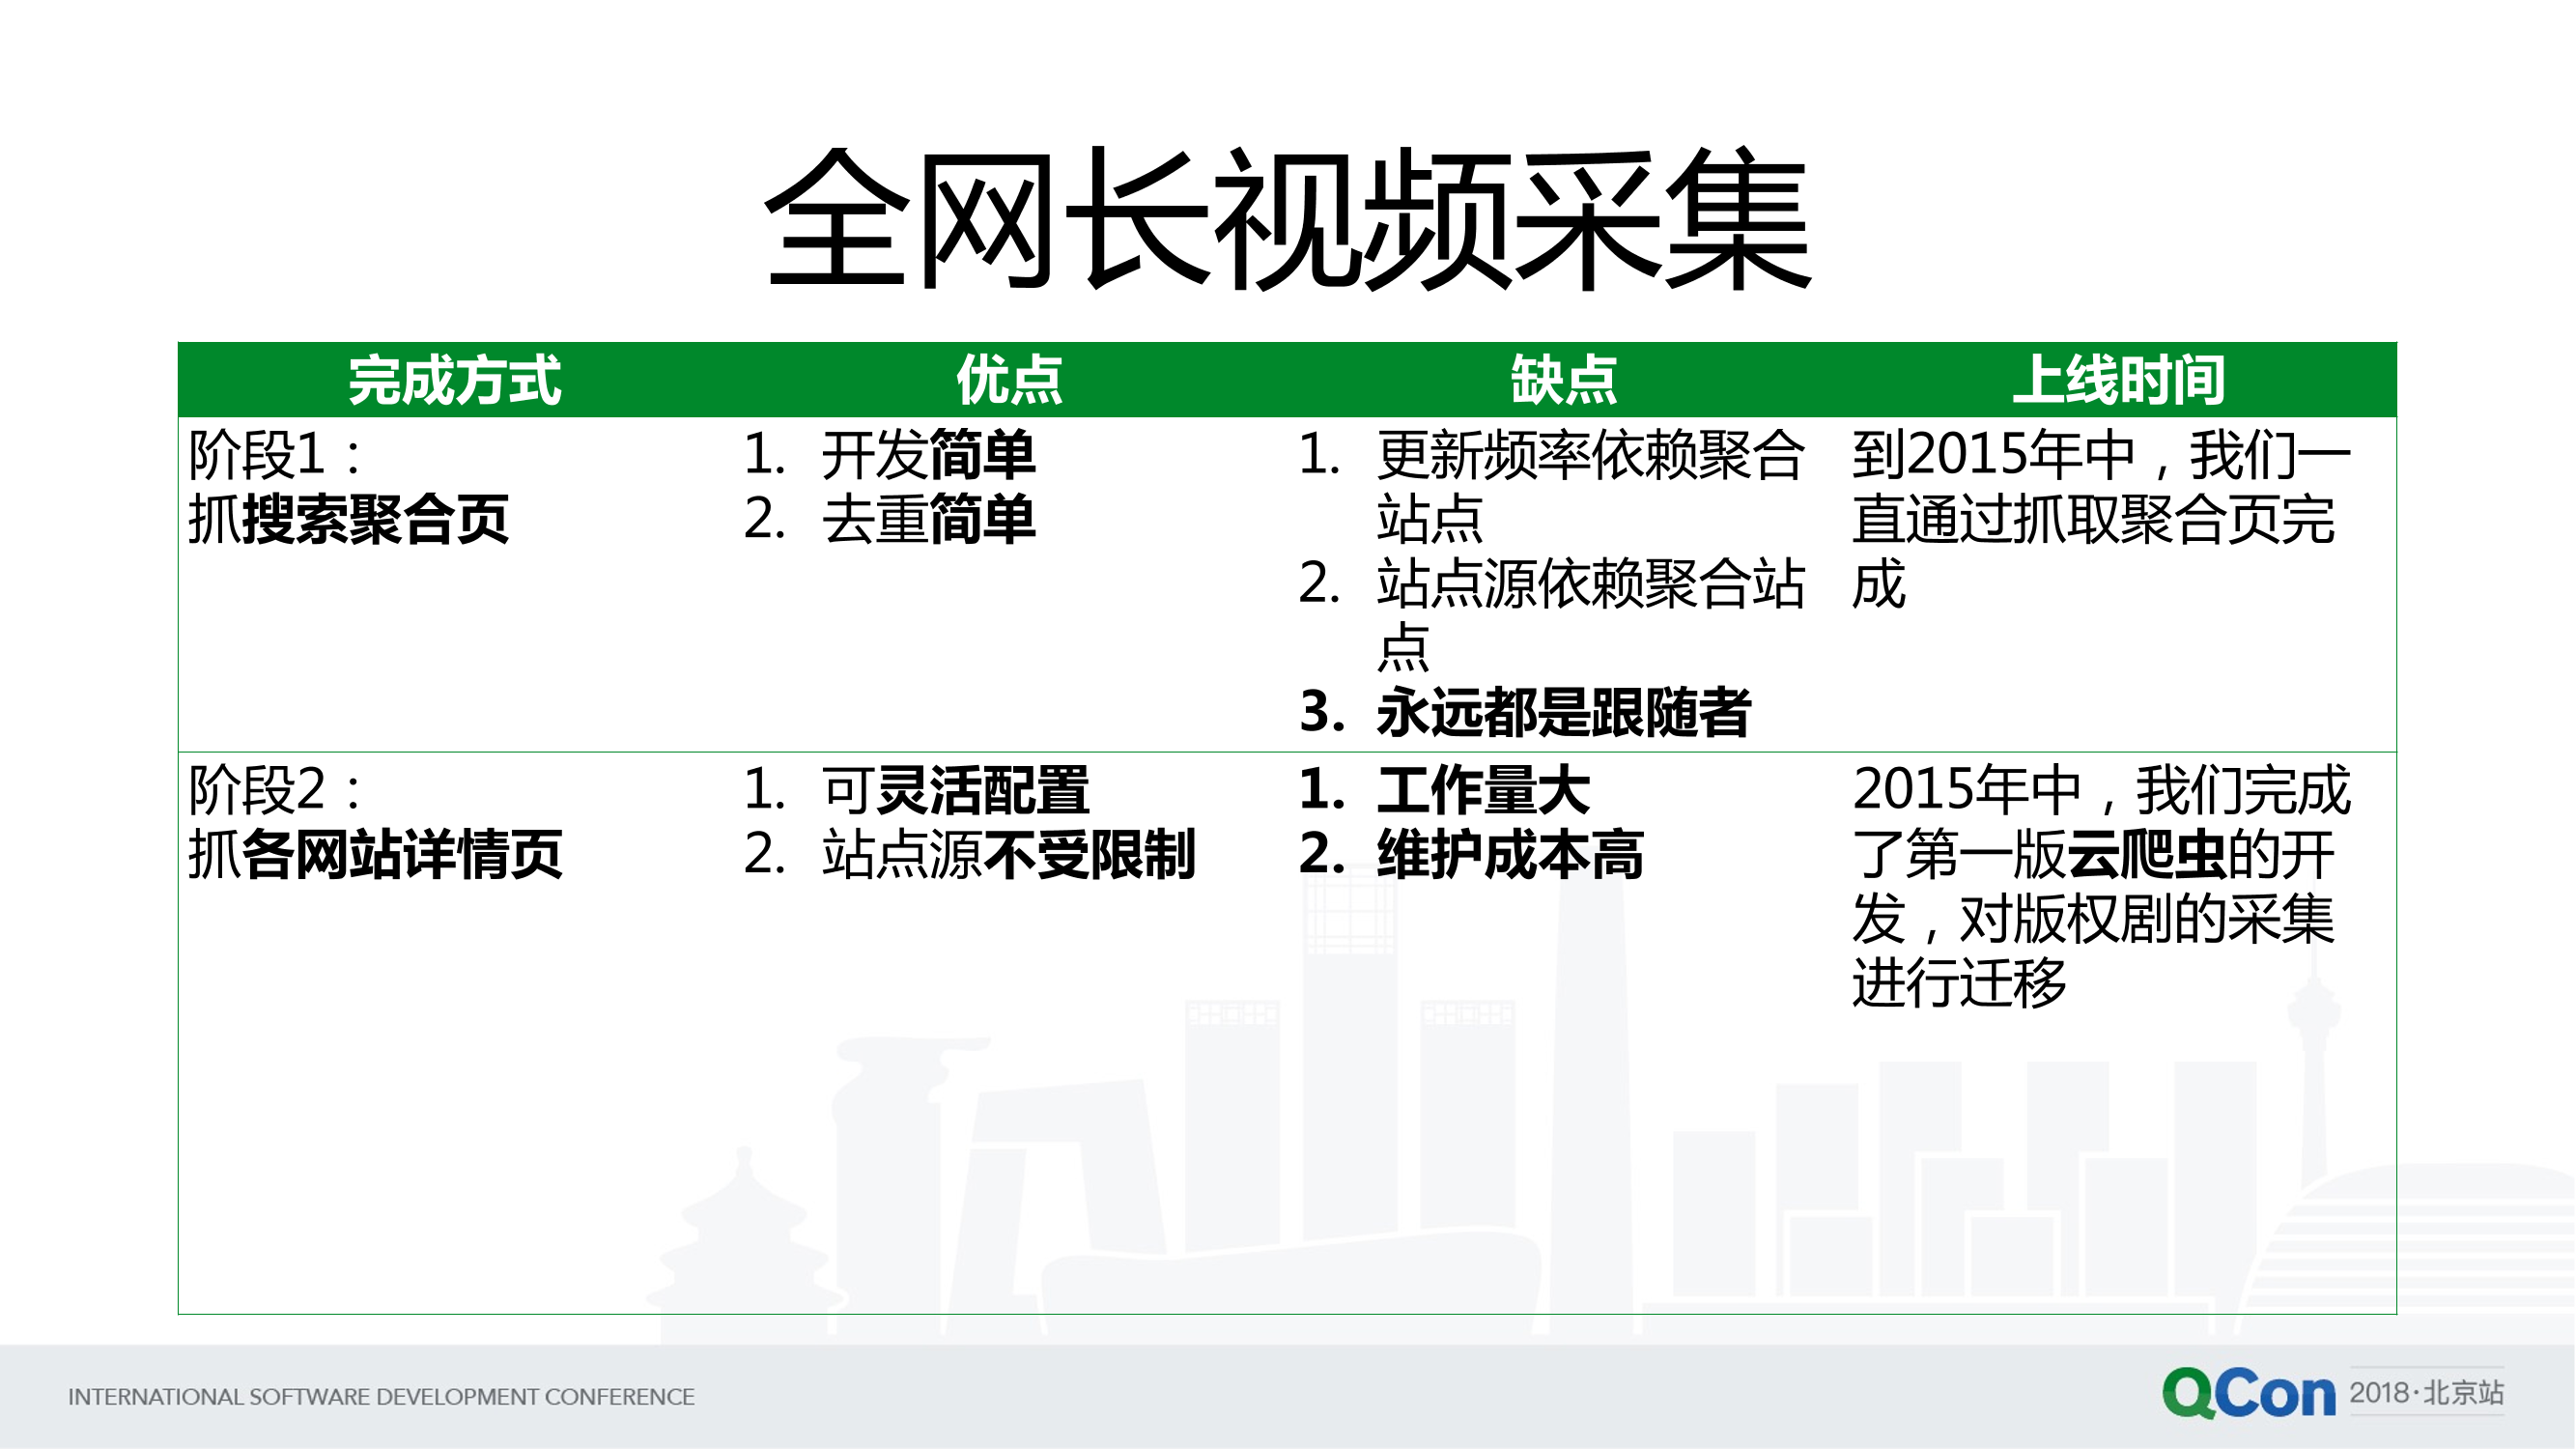 全网长视频采集
完成方式
优点
缺点
上线时间
阶段1：
抓搜索聚合页
1. 开发简单
2. 去重简单
1. 更新频率依赖聚合
站点
2. 站点源依赖聚合站
点
3. 永远都是跟随者
到2015年中，我们一
直通过抓取聚合页完
成
阶段2：
抓各网站详情页
1. 可灵活配置
2. 站点源不受限制
1. 工作量大
2. 维护成本高
2015年中，我们完成
了第一版云爬虫的开
发，对版权剧的采集
进行迁移
INTERNATIONAL SOFTWARE DEVELOPMENT CONFERENCE
QCon 2018·北京站